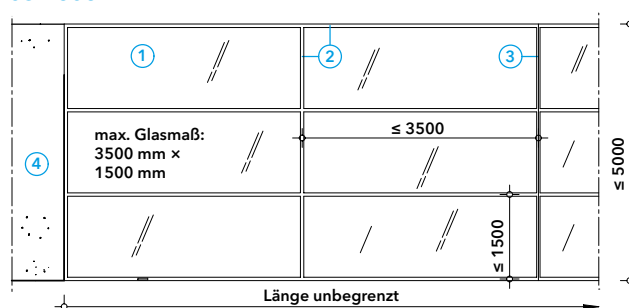 1
2
3
4
max. Glasmaß:
3500 mm ×
1500 mm
≤ 3500
≤ 1500
≤ 5000
Länge unbegrenzt